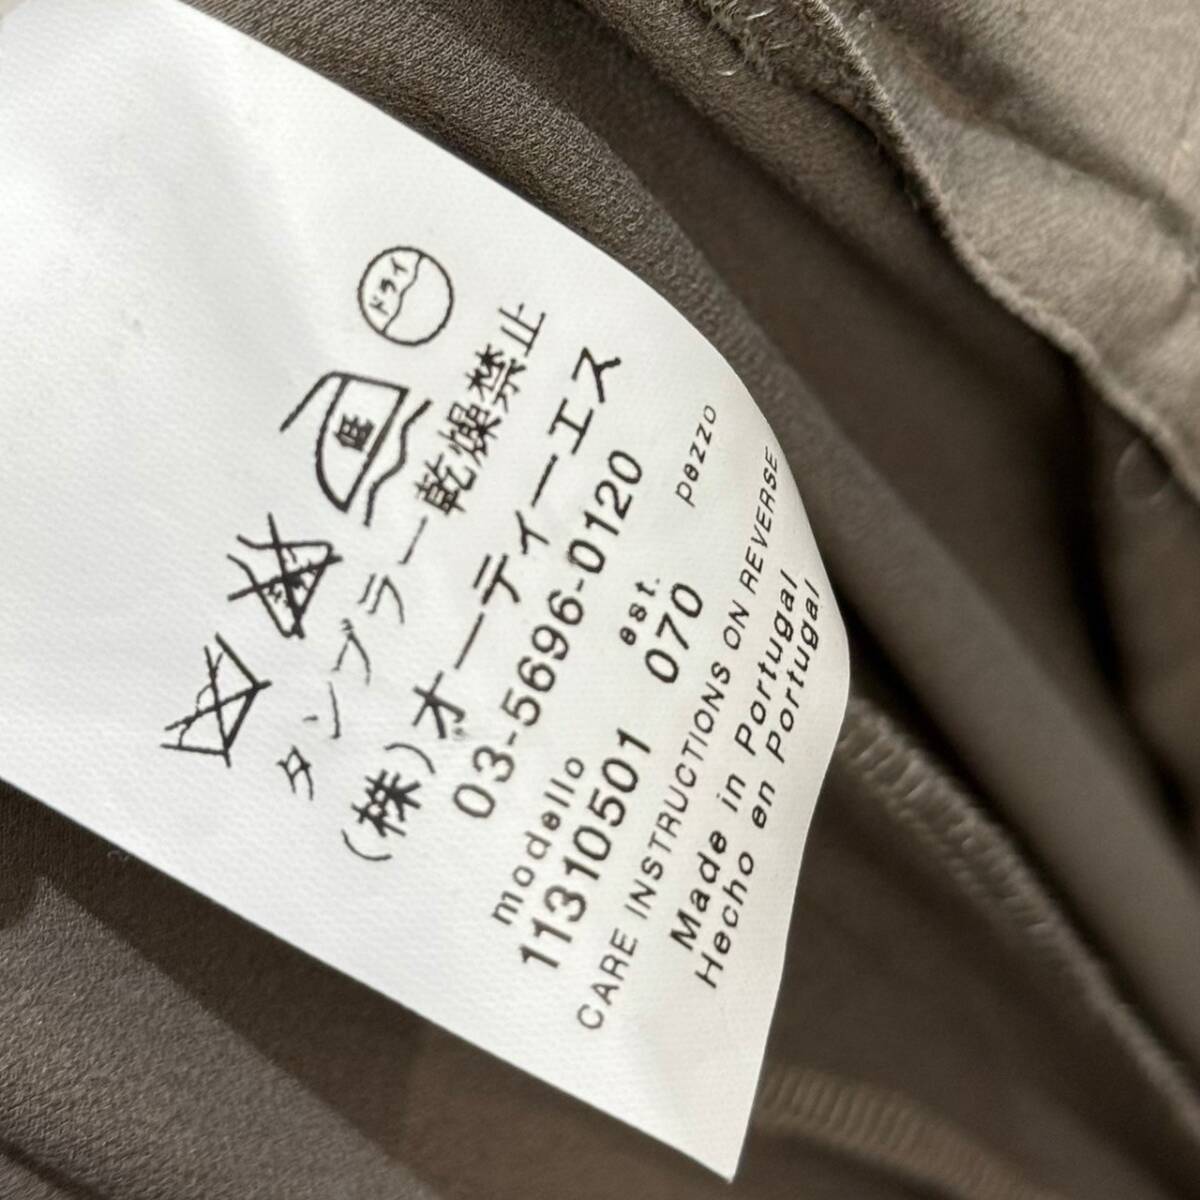 ドライ
低
タンブラー乾燥禁止
(株)オーティーエス
03-5696-0120
modello est. pezzo
11310501 070
CARE INSTRUCTIONS ON REVERSE
Made in Portugal
Hecho en Portugal